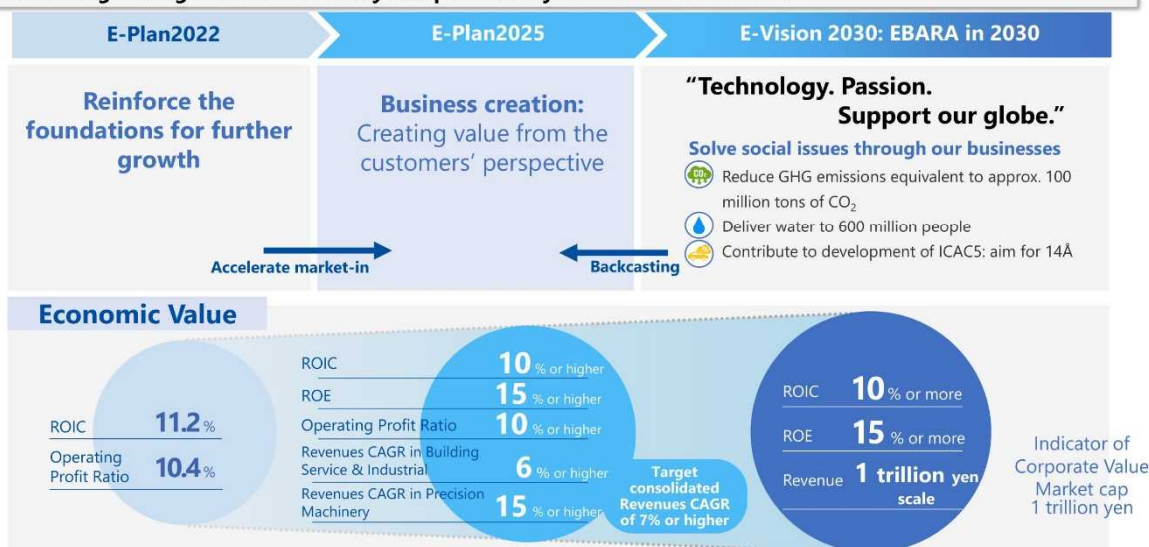 E-Plan2022
E-Plan2025
E-Vision 2030: EBARA in 2030
Reinforce the
foundations for further
growth
Business creation:
Creating value from the
customers’ perspective
“Technology. Passion.
Support our globe.”
Solve social issues through our businesses
CO₂
Reduce GHG emissions equivalent to approx. 100
million tons of CO₂
Deliver water to 600 million people
Contribute to development of ICAC5: aim for 14Å
Accelerate market-in
Backcasting
Economic Value
ROIC 11.2 %
Operating
Profit Ratio 10.4 %
ROIC 10 % or higher
ROE 15 % or higher
Operating Profit Ratio 10 % or higher
Revenues CAGR in Building
Service & Industrial 6 % or higher
Revenues CAGR in Precision
Machinery 15 % or higher
Target
consolidated
Revenues CAGR
of 7% or higher
ROIC 10 % or more
ROE 15 % or more
Revenue 1 trillion yen
scale
Indicator of
Corporate Value
Market cap
1 trillion yen